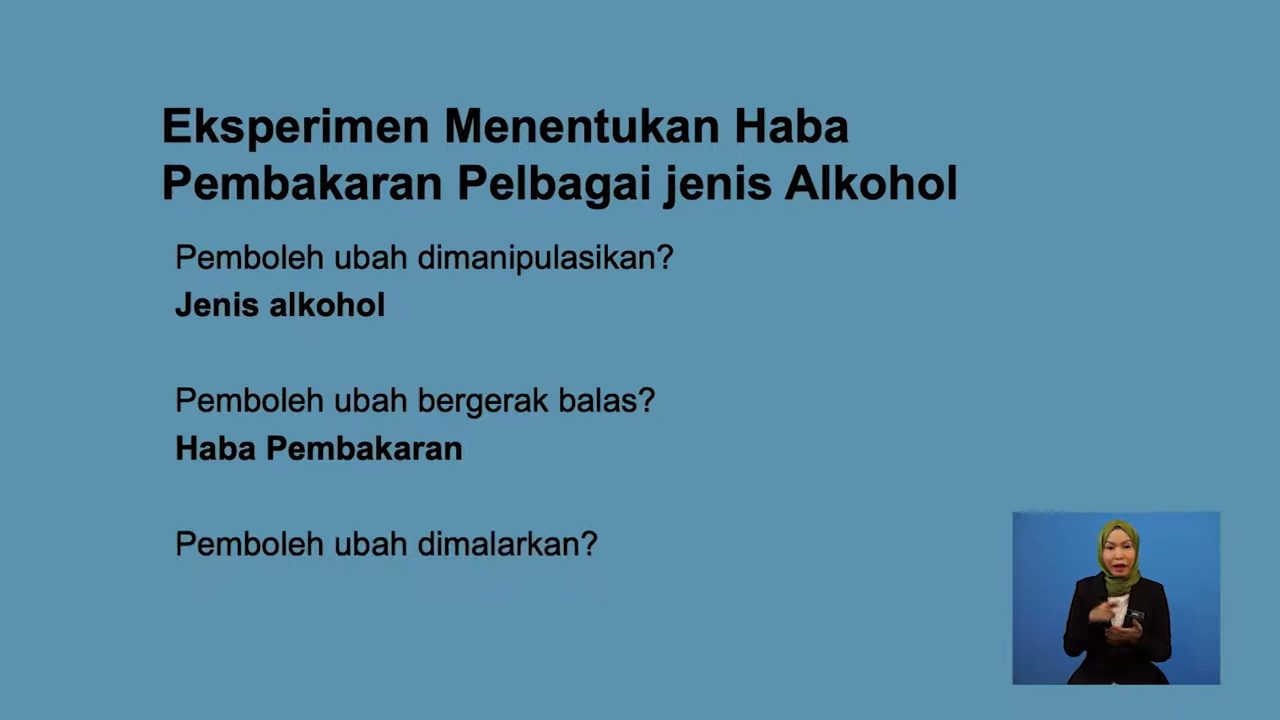 Eksperimen Menentukan Haba
Pembakaran Pelbagai jenis Alkohol
Pemboleh ubah dimanipulasikan?
Jenis alkohol
Pemboleh ubah bergerak balas?
Haba Pembakaran
Pemboleh ubah dimalarkan?